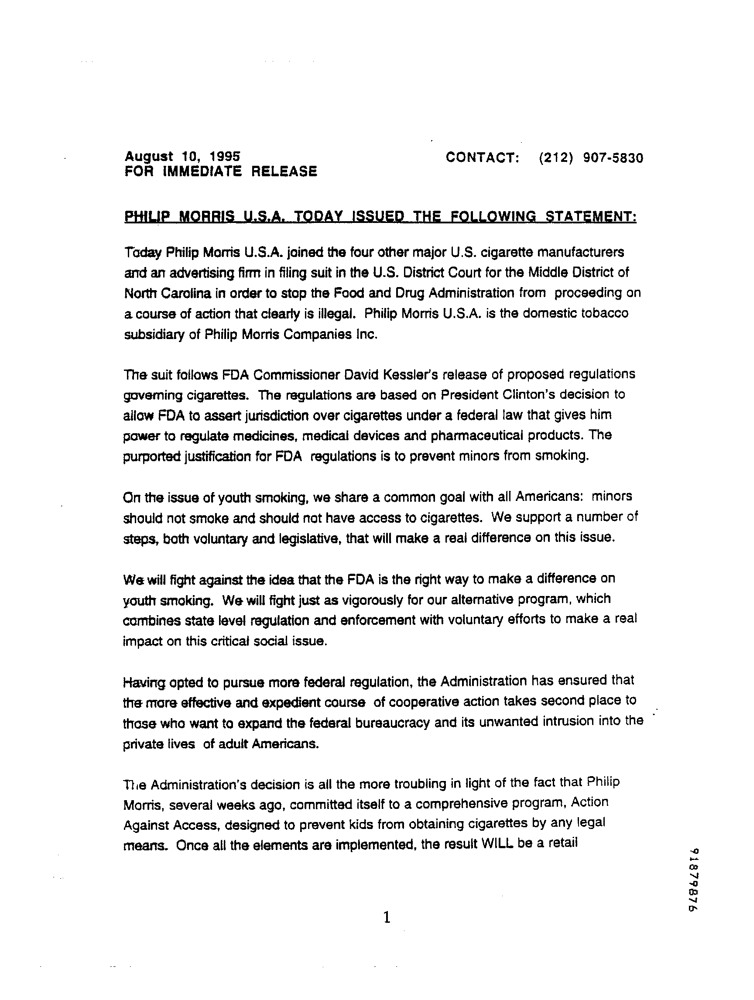 August 10, 1995 CONTACT: (212) 907-5830
FOR IMMEDIATE RELEASE
PHILIP MORRIS U.S.A. TODAY ISSUED THE FOLLOWING STATEMENT:
Today Philip Morris U.S.A. joined the four other major U.S. cigarette manufacturers
and an advertising firm in filing suit in the U.S. District Court for the Middle District of
North Carolina in order to stop the Food and Drug Administration from proceeding on
a course of action that clearly is illegal. Philip Morris U.S.A. is the domestic tobacco
subsidiary of Philip Morris Companies Inc.
The suit follows FDA Commissioner David Kessler's release of proposed regulations
governing cigarettes. The regulations are based on President Clinton's decision to
allow FDA to assert jurisdiction over cigarettes under a federal law that gives him
power to regulate medicines, medical devices and pharmaceutical products. The
purported justification for FDA regulations is to prevent minors from smoking.
On the issue of youth smoking, we share a common goal with all Americans: minors
should not smoke and should not have access to cigarettes. We support a number of
steps, both voluntary and legislative, that will make a real difference on this issue.
We will fight against the idea that the FDA is the right way to make a difference on
youth smoking. We will fight just as vigorously for our alternative program, which
combines state level regulation and enforcement with voluntary efforts to make a real
impact on this critical social issue.
Having opted to pursue more federal regulation, the Administration has ensured that
the more effective and expedient course of cooperative action takes second place to
those who want to expand the federal bureaucracy and its unwanted intrusion into the
private lives of adult Americans.
The Administration's decision is all the more troubling in light of the fact that Philip
Morris, several weeks ago, committed itself to a comprehensive program, Action
Against Access, designed to prevent kids from obtaining cigarettes by any legal
means. Once all the elements are implemented, the result WILL be a retail
91879876
1